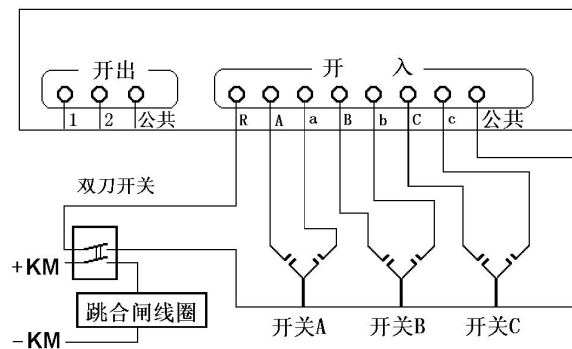 开出 开 入
1 2 公共 R A a B b C c 公共
双刀开关
+KM
跳合闸线圈
-KM
开关A 开关B 开关C